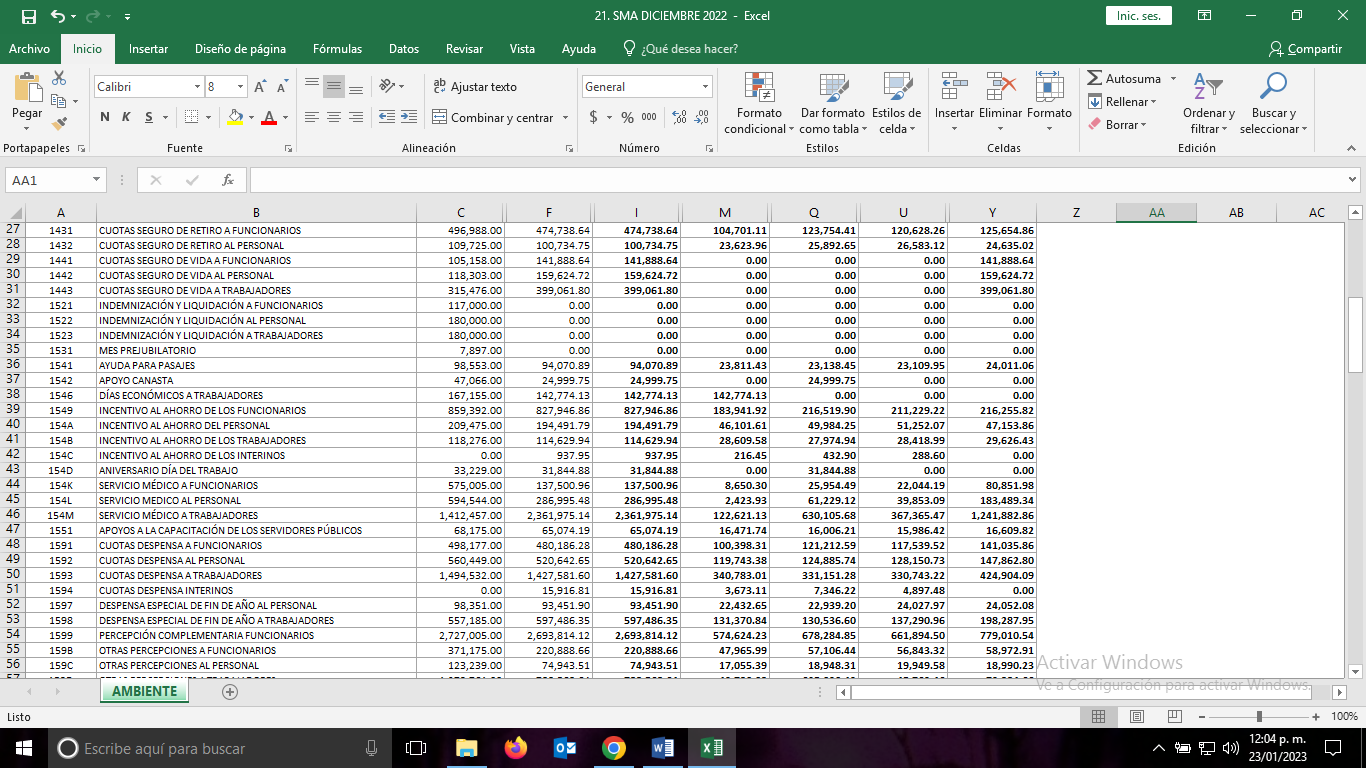 21. SMA DICIEMBRE 2022 - Excel
Inic. ses.
Archivo Inicio Insertar Diseño de página Fórmulas Datos Revisar Vista Ayuda ¿Qué desea hacer? Compartir
Pegar
Calibri 8
N K S
Ajustar texto
Combinar y centrar
General
$ % 000
Formato condicional
Dar formato como tabla
Estilos de celda
Insertar Eliminar Formato
Autosuma
Rellenar
Borrar
Ordenar y filtrar
Buscar y seleccionar
Portapapeles Fuente Alineación Número Estilos Celdas Edición
AA1 fx
A B C F I M Q U Y Z AA AB AC
27 1431 CUOTAS SEGURO DE RETIRO A FUNCIONARIOS 496,988.00 474,738.64 474,738.64 104,701.11 123,754.41 120,628.26 125,654.86
28 1432 CUOTAS SEGURO DE RETIRO AL PERSONAL 109,725.00 100,734.75 100,734.75 23,623.96 25,892.65 26,583.12 24,635.02
29 1441 CUOTAS SEGURO DE VIDA A FUNCIONARIOS 105,158.00 141,888.64 141,888.64 0.00 0.00 0.00 141,888.64
30 1442 CUOTAS SEGURO DE VIDA AL PERSONAL 118,303.00 159,624.72 159,624.72 0.00 0.00 0.00 159,624.72
31 1443 CUOTAS SEGURO DE VIDA A TRABAJADORES 315,476.00 399,061.80 399,061.80 0.00 0.00 0.00 399,061.80
32 1521 INDEMNIZACIÓN Y LIQUIDACIÓN A FUNCIONARIOS 117,000.00 0.00 0.00 0.00 0.00 0.00 0.00
33 1522 INDEMNIZACIÓN Y LIQUIDACIÓN AL PERSONAL 180,000.00 0.00 0.00 0.00 0.00 0.00 0.00
34 1523 INDEMNIZACIÓN Y LIQUIDACIÓN A TRABAJADORES 180,000.00 0.00 0.00 0.00 0.00 0.00 0.00
35 1531 MES PREJUBILATORIO 7,897.00 0.00 0.00 0.00 0.00 0.00 0.00
36 1541 AYUDA PARA PASAJES 98,553.00 94,070.89 94,070.89 23,811.43 23,138.45 23,109.95 24,011.06
37 1542 APOYO CANASTA 47,066.00 24,999.75 24,999.75 0.00 24,999.75 0.00 0.00
38 1546 DÍAS ECONÓMICOS A TRABAJADORES 167,155.00 142,774.13 142,774.13 142,774.13 0.00 0.00 0.00
39 1549 INCENTIVO AL AHORRO DE LOS FUNCIONARIOS 859,392.00 827,946.86 827,946.86 183,941.92 216,519.90 211,229.22 216,255.82
40 154A INCENTIVO AL AHORRO DEL PERSONAL 209,475.00 194,491.79 194,491.79 46,101.61 49,984.25 51,252.07 47,153.86
41 154B INCENTIVO AL AHORRO DE LOS TRABAJADORES 118,276.00 114,629.94 114,629.94 28,609.58 27,974.94 28,418.99 29,626.43
42 154C INCENTIVO AL AHORRO DE LOS INTERINOS 0.00 937.95 937.95 216.45 432.90 288.60 0.00
43 154D ANIVERSARIO DÍA DEL TRABAJO 33,229.00 31,844.88 31,844.88 0.00 31,844.88 0.00 0.00
44 154K SERVICIO MÉDICO A FUNCIONARIOS 575,005.00 137,500.96 137,500.96 8,650.30 25,954.49 22,044.19 80,851.98
45 154L SERVICIO MEDICO AL PERSONAL 594,544.00 286,995.48 286,995.48 2,423.93 61,229.12 39,853.09 183,489.34
46 154M SERVICIO MÉDICO A TRABAJADORES 1,412,457.00 2,361,975.14 2,361,975.14 122,621.13 630,105.68 367,365.47 1,241,882.86
47 1551 APOYOS A LA CAPACITACIÓN DE LOS SERVIDORES PÚBLICOS 68,175.00 65,074.19 65,074.19 16,471.74 16,006.21 15,986.42 16,609.82
48 1591 CUOTAS DESPENSA A FUNCIONARIOS 498,177.00 480,186.28 480,186.28 100,398.31 121,212.59 117,539.52 141,035.86
49 1592 CUOTAS DESPENSA AL PERSONAL 560,449.00 520,642.65 520,642.65 119,743.38 124,885.74 128,150.73 147,862.80
50 1593 CUOTAS DESPENSA A TRABAJADORES 1,494,532.00 1,427,581.60 1,427,581.60 340,783.01 331,151.28 330,743.22 424,904.09
51 1594 CUOTAS DESPENSA INTERINOS 0.00 15,916.81 15,916.81 3,673.11 7,346.22 4,897.48 0.00
52 1597 DESPENSA ESPECIAL DE FIN DE AÑO AL PERSONAL 98,351.00 93,451.90 93,451.90 22,432.65 22,939.20 24,027.97 24,052.08
53 1598 DESPENSA ESPECIAL DE FIN DE AÑO A TRABAJADORES 557,185.00 597,486.35 597,486.35 131,370.84 130,536.60 137,290.96 198,287.95
54 1599 PERCEPCIÓN COMPLEMENTARIA FUNCIONARIOS 2,727,005.00 2,693,814.12 2,693,814.12 574,624.23 678,284.85 661,894.50 779,010.54
55 159B OTRAS PERCEPCIONES A FUNCIONARIOS 371,175.00 220,888.66 220,888.66 47,965.99 57,106.44 56,843.32 58,972.91
56 159C OTRAS PERCEPCIONES AL PERSONAL 123,239.00 74,943.51 74,943.51 17,055.39 18,948.31 19,949.58 18,990.23
Activar Windows
Ve a Configuración para activar Windows.
AMBIENTE
Listo 100%
Escribe aquí para buscar
12:04 p. m.
23/01/2023